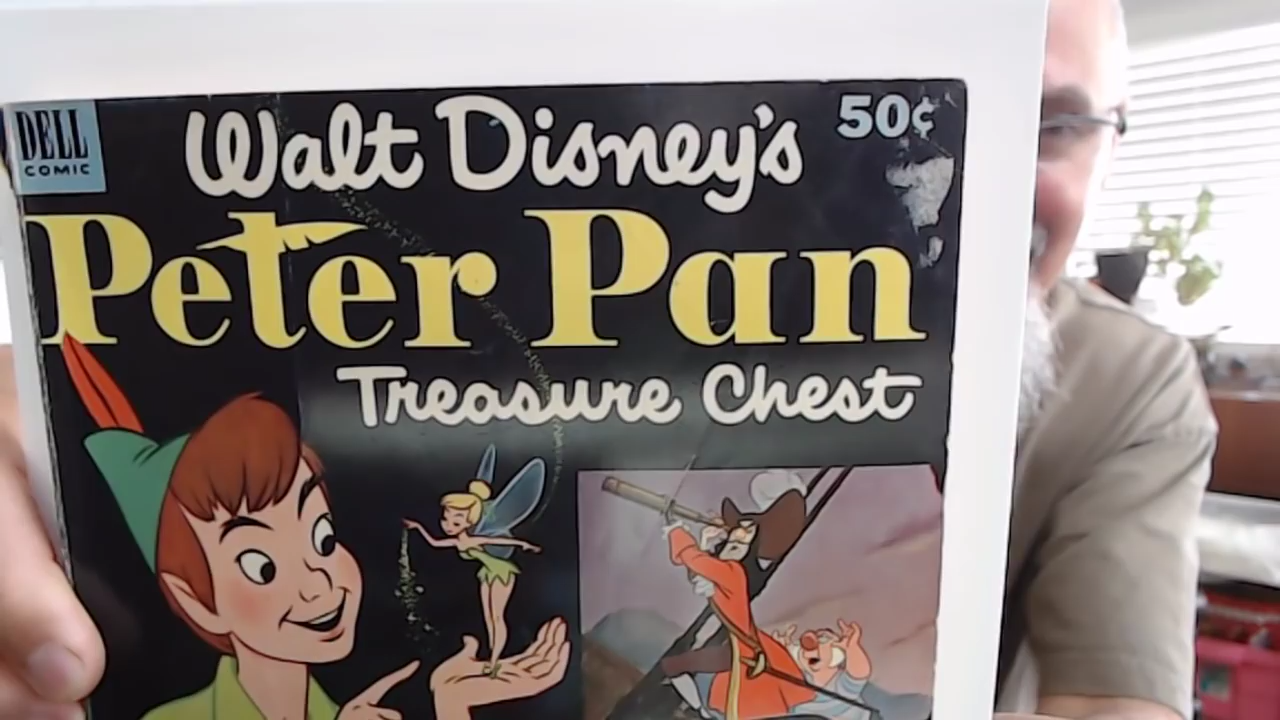 DELL
COMIC
Walt Disney's
50¢
Peter Pan
Treasure Chest